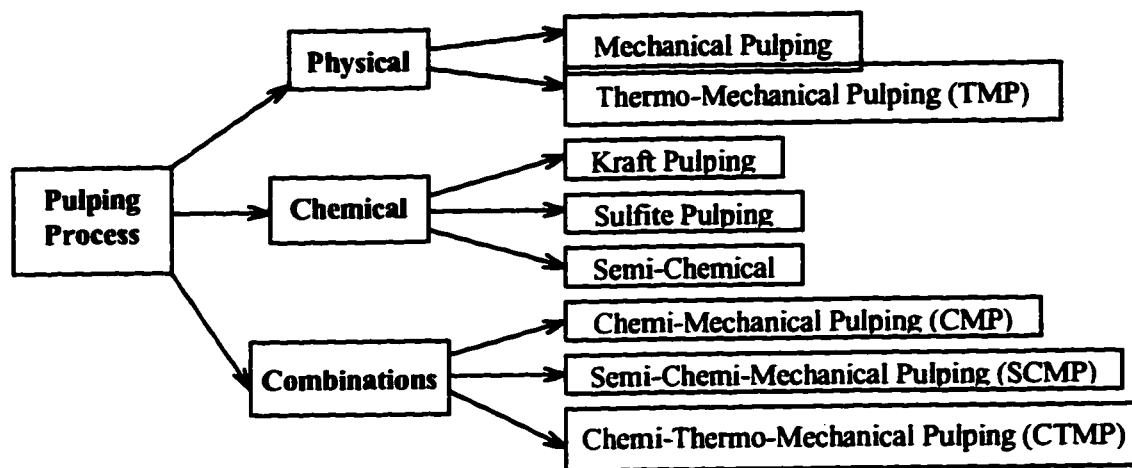 Pulping
Process
Physical
Mechanical Pulping
Thermo-Mechanical Pulping (TMP)
Chemical
Kraft Pulping
Sulfite Pulping
Semi-Chemical
Combinations
Chemi-Mechanical Pulping (CMP)
Semi-Chemi-Mechanical Pulping (SCMP)
Chemi-Thermo-Mechanical Pulping (CTMP)